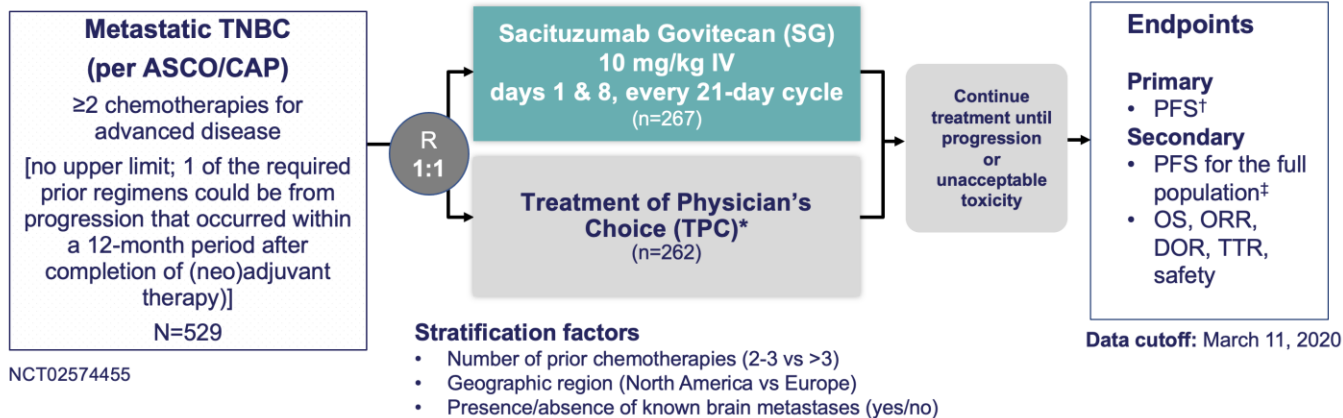 Metastatic TNBC
(per ASCO/CAP)
≥2 chemotherapies for
advanced disease
[no upper limit; 1 of the required
prior regimens could be from
progression that occurred within
a 12-month period after
completion of (neo)adjuvant
therapy)]
N=529
NCT02574455
R
1:1
Sacituzumab Govitecan (SG)
10 mg/kg IV
days 1 & 8, every 21-day cycle
(n=267)
Treatment of Physician’s
Choice (TPC)*
(n=262)
Stratification factors
• Number of prior chemotherapies (2-3 vs >3)
• Geographic region (North America vs Europe)
• Presence/absence of known brain metastases (yes/no)
Continue
treatment until
progression
or
unacceptable
toxicity
Endpoints
Primary
• PFS†
Secondary
• PFS for the full
population‡
• OS, ORR,
DOR, TTR,
safety
Data cutoff: March 11, 2020